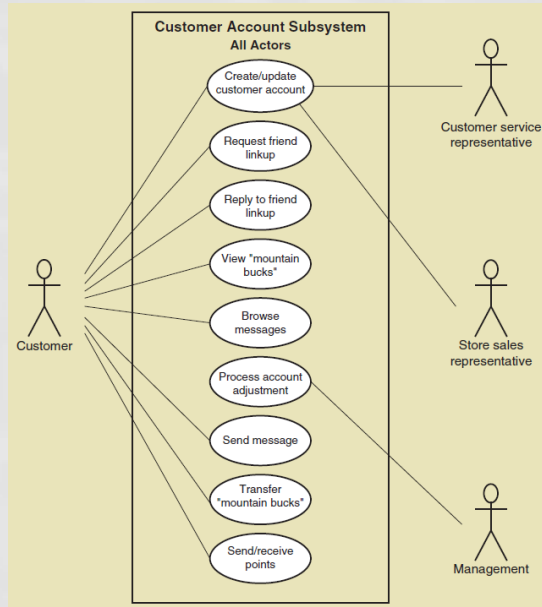 Customer Account Subsystem
All Actors
Create/update
customer account
Customer service
representative
Request friend
linkup
Reply to friend
linkup
View "mountain
bucks"
Customer
Browse
messages
Store sales
representative
Process account
adjustment
Send message
Transfer
"mountain bucks"
Send/receive
points
Management